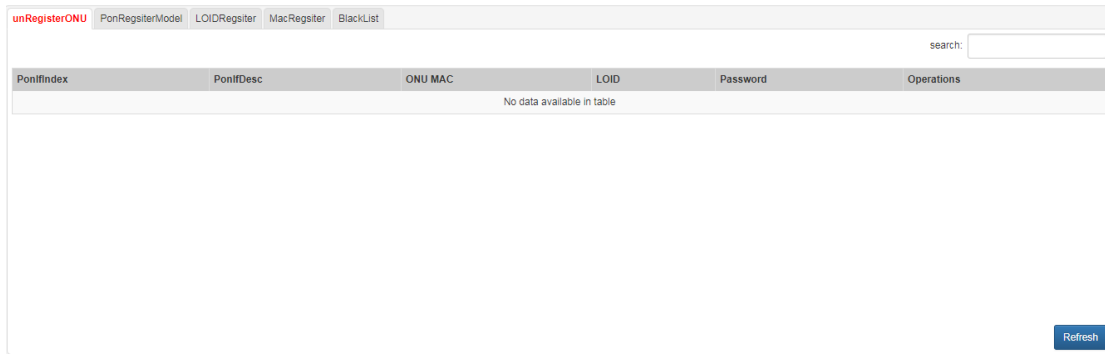 unRegisterONU PonRegsiterModel LOIDRegsiter MacRegsiter BlackList
search:
PonIfIndex PonIfDesc ONU MAC LOID Password Operations
No data available in table
Refresh